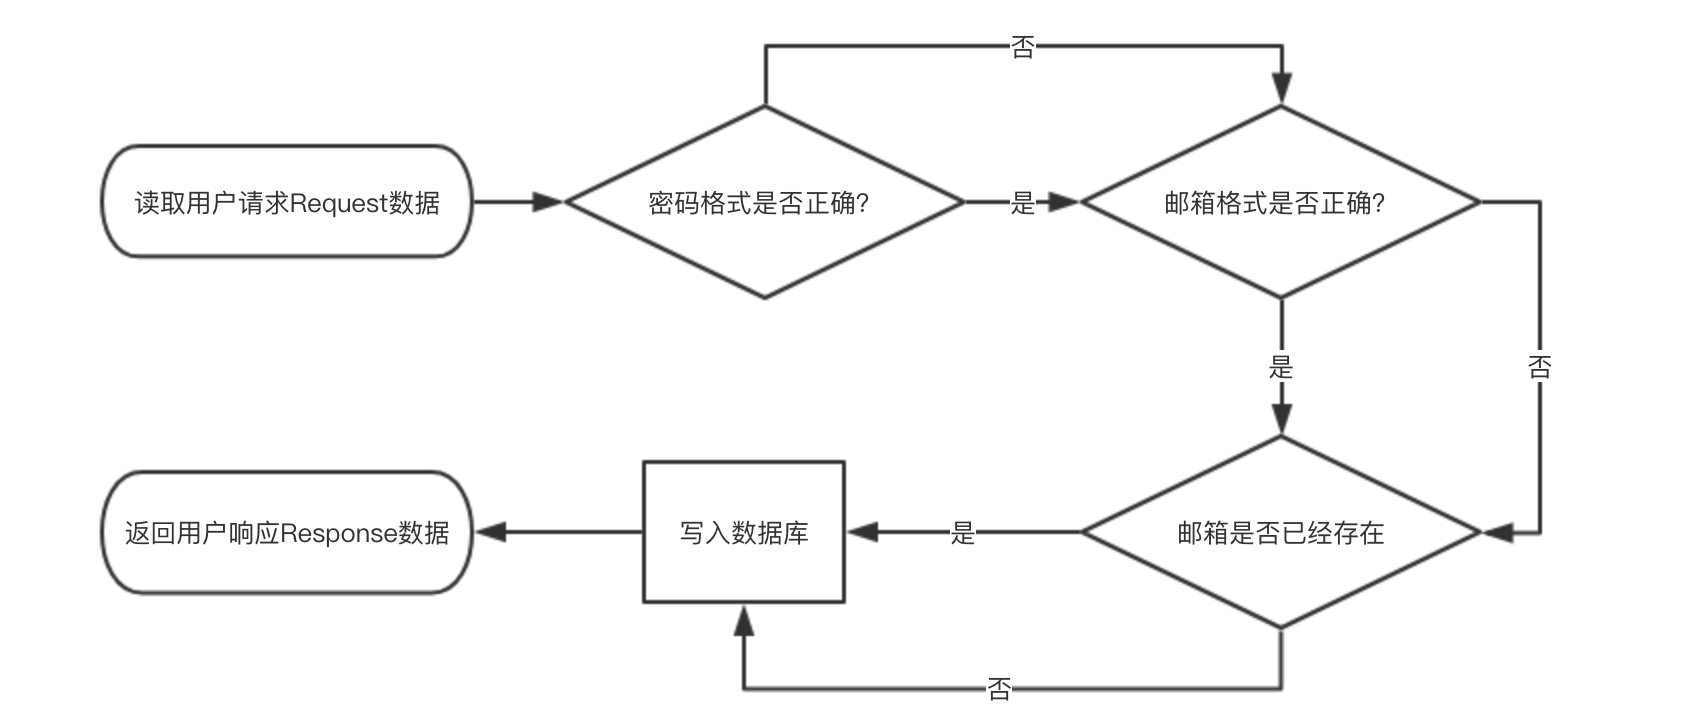 否
读取用户请求Request数据
密码格式是否正确?
是
邮箱格式是否正确?
是
否
返回用户响应Response数据
写入数据库
是
邮箱是否已经存在
否